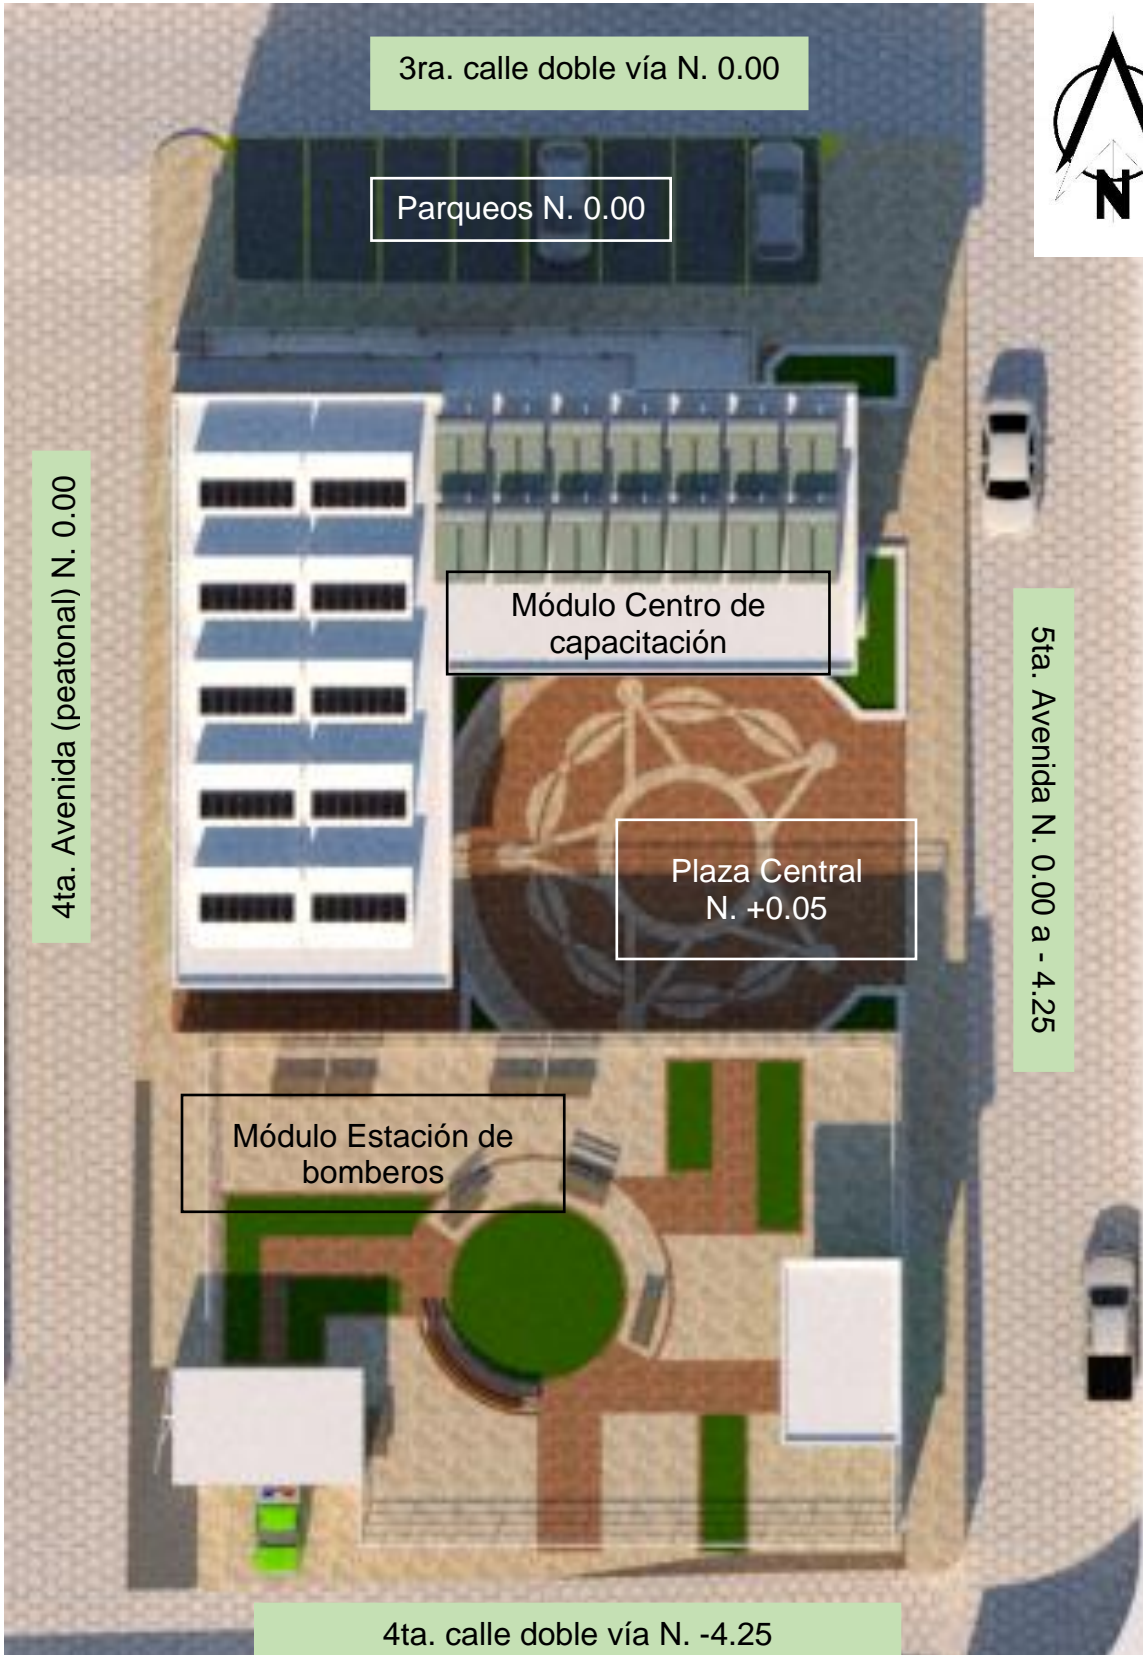 3ra. calle doble vía N. 0.00
N
Parqueos N. 0.00
4ta. Avenida (peatonal) N. 0.00
Módulo Centro de
capacitación
5ta. Avenida N. 0.00 a - 4.25
Plaza Central
N. +0.05
Módulo Estación de
bomberos
4ta. calle doble vía N. -4.25